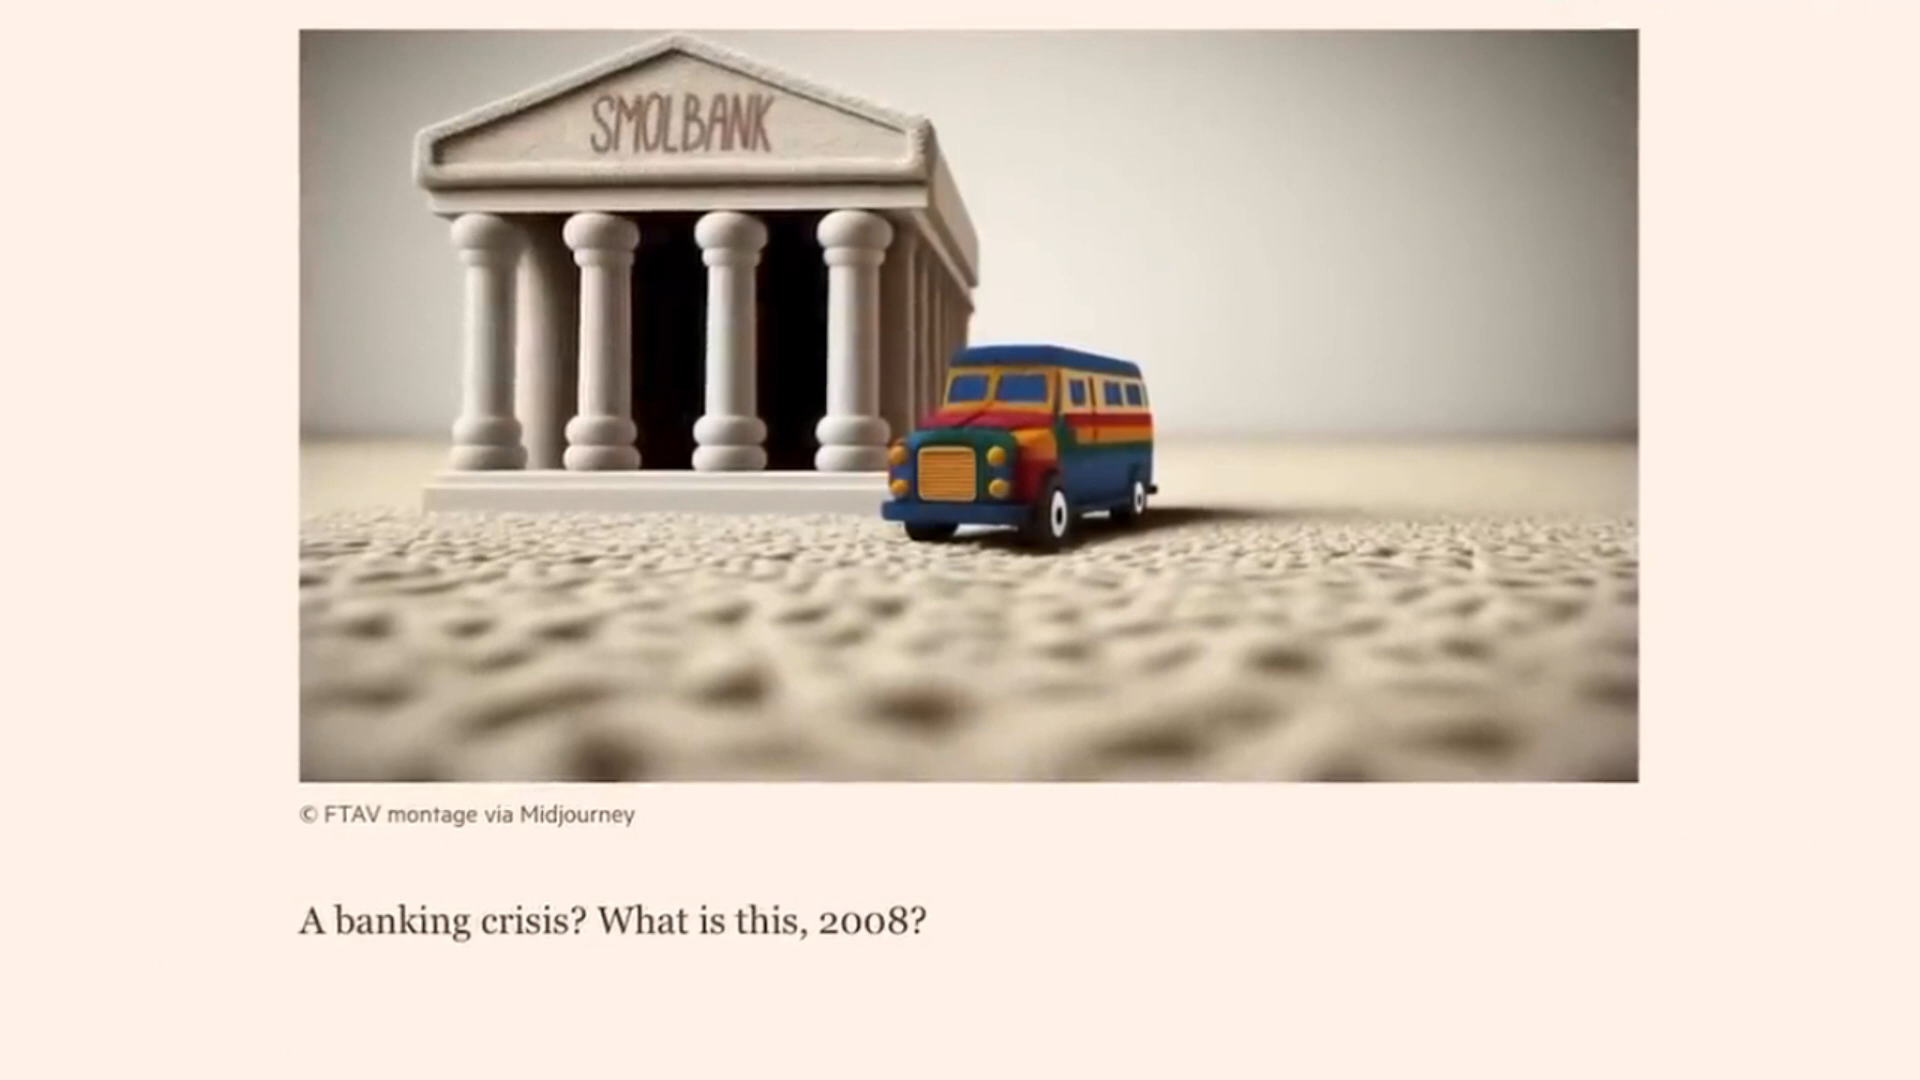 SMOLBANK
© FTAV montage via Midjourney
A banking crisis? What is this, 2008?